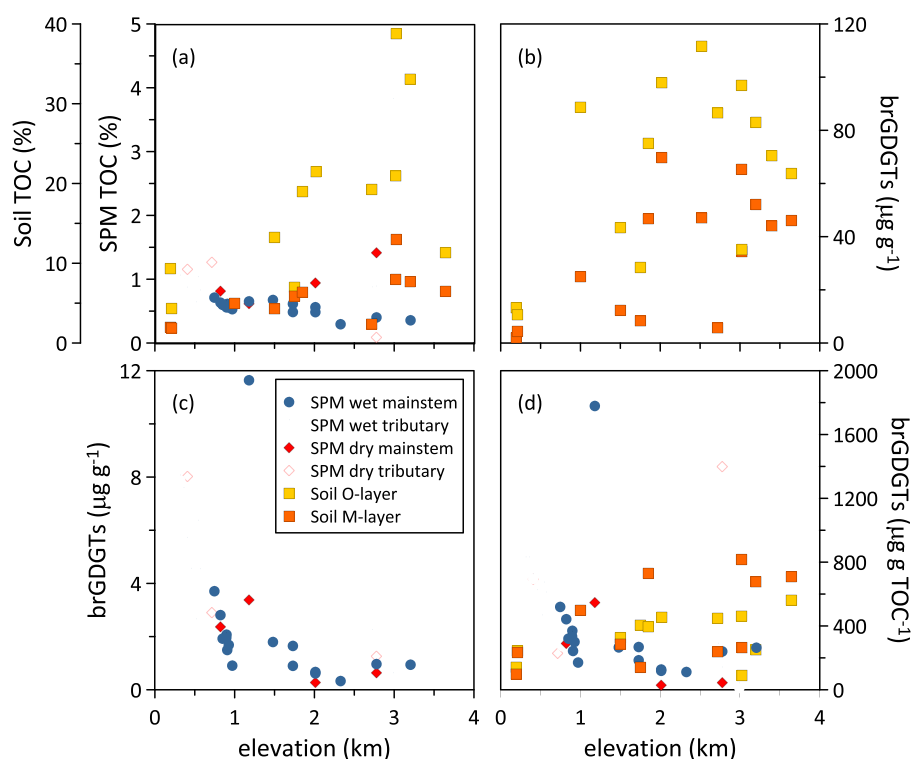 40
5
120
(a)
(b)
4
30
80
3
Soil TOC (%)
SPM TOC (%)
brGDGTs (µg g-1)
20
2
40
10
1
0
0
0
12
2000
(c)
(d)
SPM wet mainstem
SPM wet tributary
SPM dry mainstem
SPM dry tributary
Soil O-layer
Soil M-layer
1600
8
1200
brGDGTs (µg g-1)
brGDGTs (µg g TOC-1)
800
4
400
0
0
0 1 2 3 4
0 1 2 3 4
elevation (km)
elevation (km)